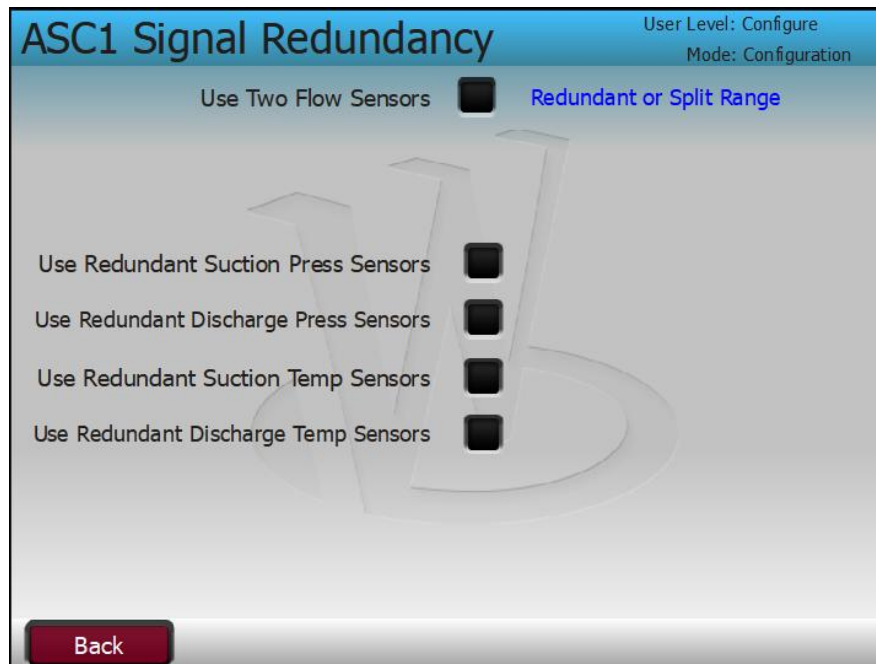 ASC1 Signal Redundancy
User Level: Configure
Mode: Configuration
Use Two Flow Sensors
Redundant or Split Range
Use Redundant Suction Press Sensors
Use Redundant Discharge Press Sensors
Use Redundant Suction Temp Sensors
Use Redundant Discharge Temp Sensors
Back